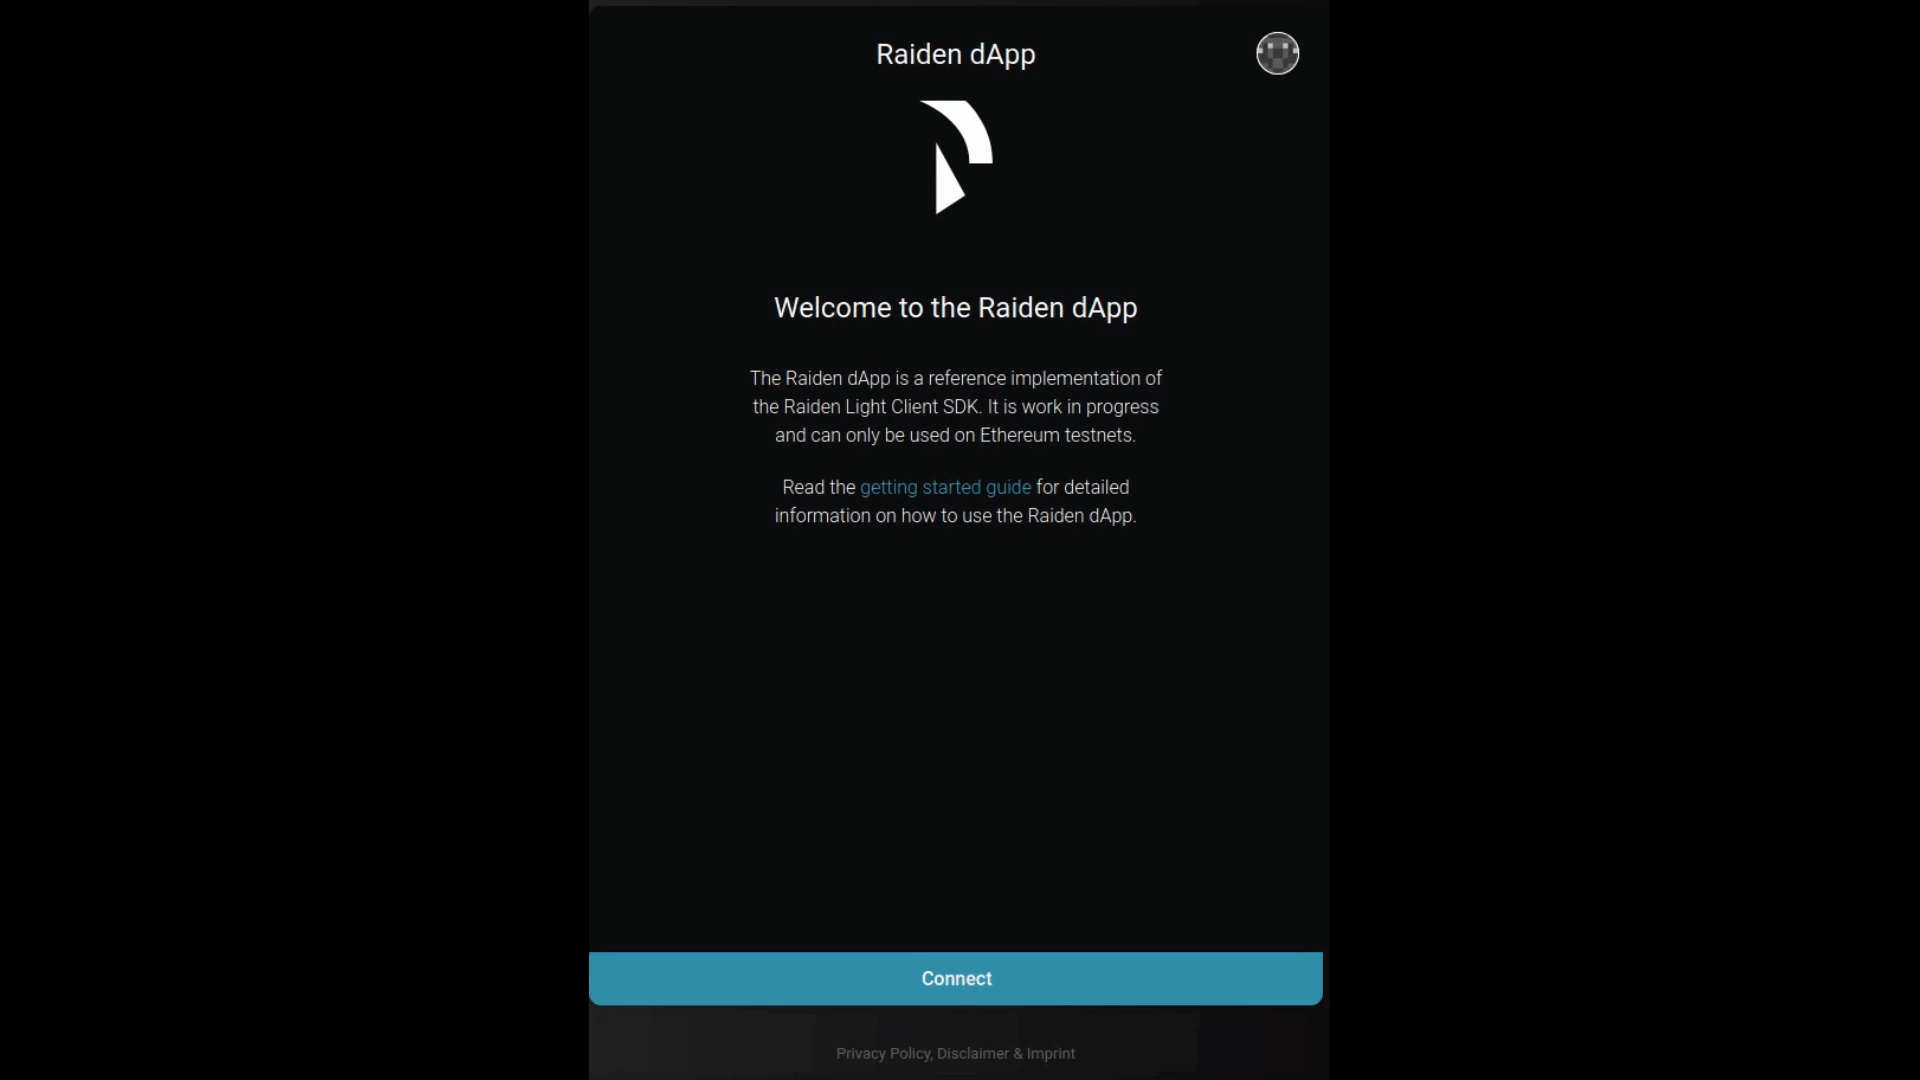 Raiden dApp
Welcome to the Raiden dApp
The Raiden dApp is a reference implementation of
the Raiden Light Client SDK. It is work in progress
and can only be used on Ethereum testnets.
Read the getting started guide for detailed
information on how to use the Raiden dApp.
Connect
Privacy Policy, Disclaimer & Imprint